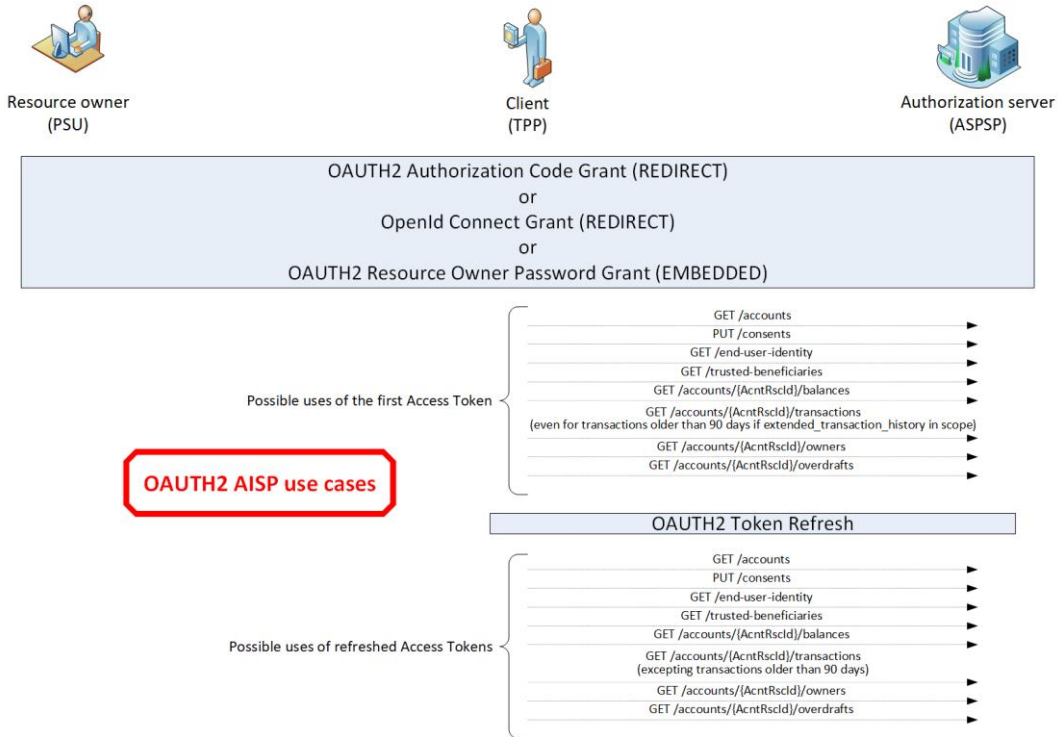 Resource owner
(PSU)
Client
(TPP)
Authorization server
(ASPSP)
OAUTH2 Authorization Code Grant (REDIRECT)
or
OpenId Connect Grant (REDIRECT)
or
OAUTH2 Resource Owner Password Grant (EMBEDDED)
Possible uses of the first Access Token
GET /accounts
PUT /consents
GET /end-user-identity
GET /trusted-beneficiaries
GET /accounts/{AcntRscId}/balances
GET /accounts/{AcntRscId}/transactions
(even for transactions older than 90 days if extended_transaction_history in scope)
GET /accounts/{AcntRscId}/owners
GET /accounts/{AcntRscId}/overdrafts
OAUTH2 AISP use cases
OAUTH2 Token Refresh
Possible uses of refreshed Access Tokens
GET /accounts
PUT /consents
GET /end-user-identity
GET /trusted-beneficiaries
GET /accounts/{AcntRscId}/balances
GET /accounts/{AcntRscId}/transactions
(excepting transactions older than 90 days)
GET /accounts/{AcntRscId}/owners
GET /accounts/{AcntRscId}/overdrafts